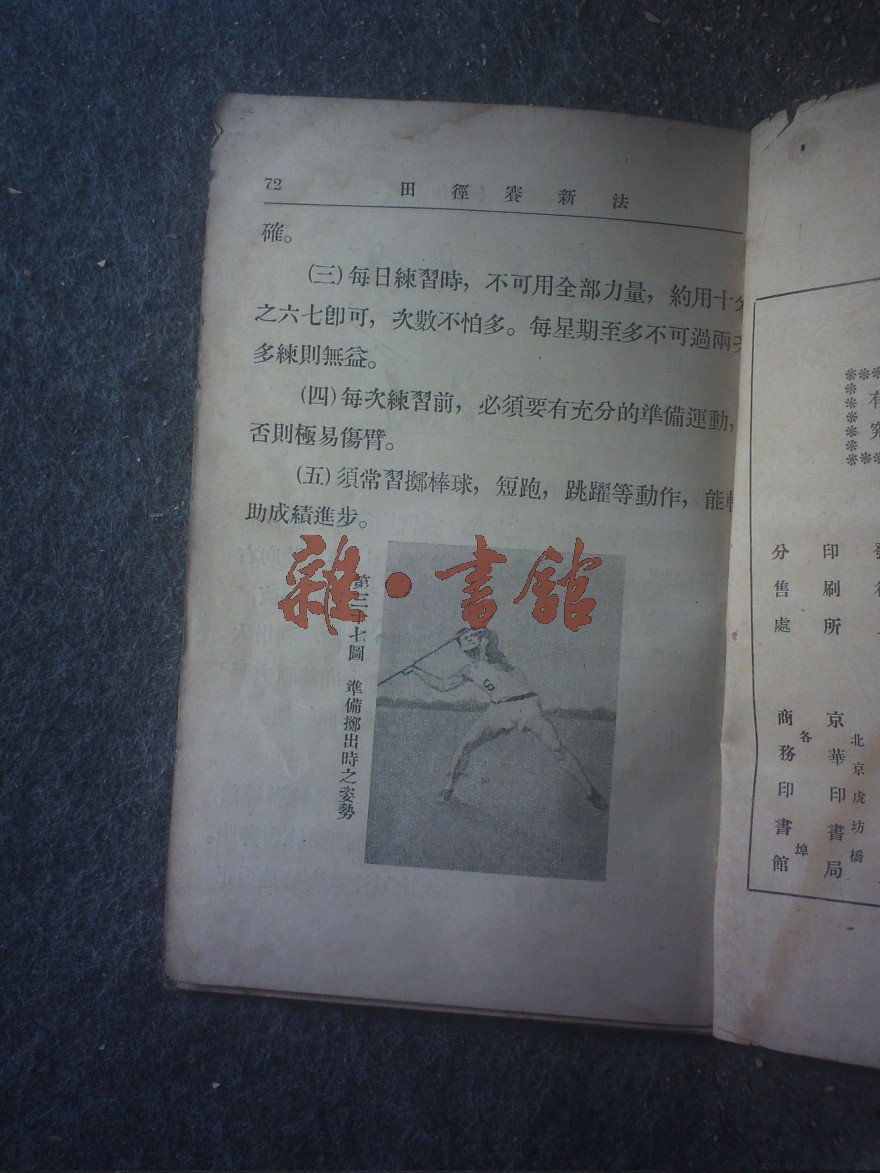 72 田徑賽新法
確。
(三)每日練習時，不可用全部力量，約用十分
之六七卽可，次數不怕多。每星期至多不可過兩
多練則無益。
(四)每次練習前，必須要有充分的準備運動，
否則極易傷臂。
(五)須常習擲棒球，短跑，跳躍等動作，能
助成績進步。
雜·書館
第三十七圖 準備擲出時之姿勢
有
究
印刷所 京華印書局
北京虎坊橋
分售處 商務印書館
各埠